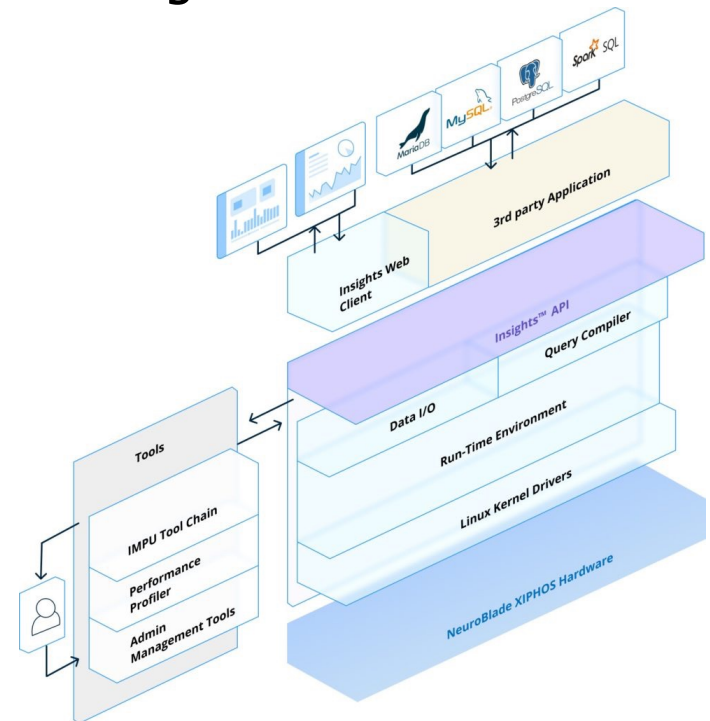 Spark SQL
PostgreSQL
MySQL
MariaDB
3rd party Application
Insights Web
Client
Insights™ API
Query Compiler
Data I/O
Run-Time Environment
Linux Kernel Drivers
NeuroBlade XIPHOS Hardware
Tools
IMPU Tool Chain
Performance
Profiler
Admin
Management Tools